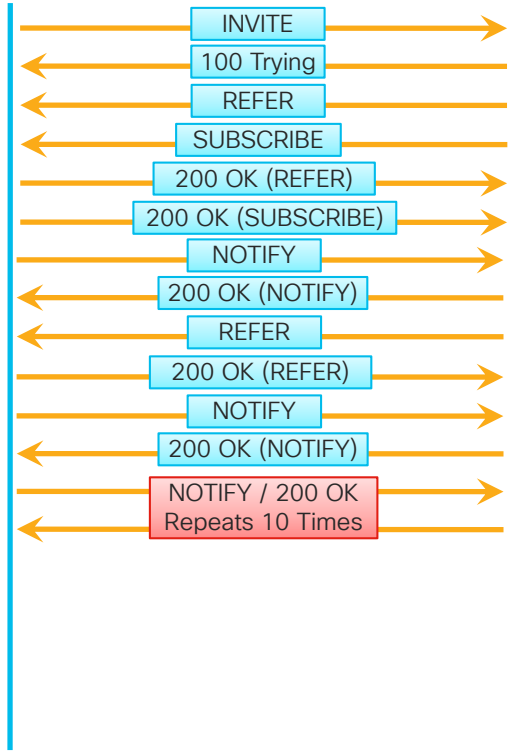 INVITE
100 Trying
REFER
SUBSCRIBE
200 OK (REFER)
200 OK (SUBSCRIBE)
NOTIFY
200 OK (NOTIFY)
REFER
200 OK (REFER)
NOTIFY
200 OK (NOTIFY)
NOTIFY / 200 OK
Repeats 10 Times